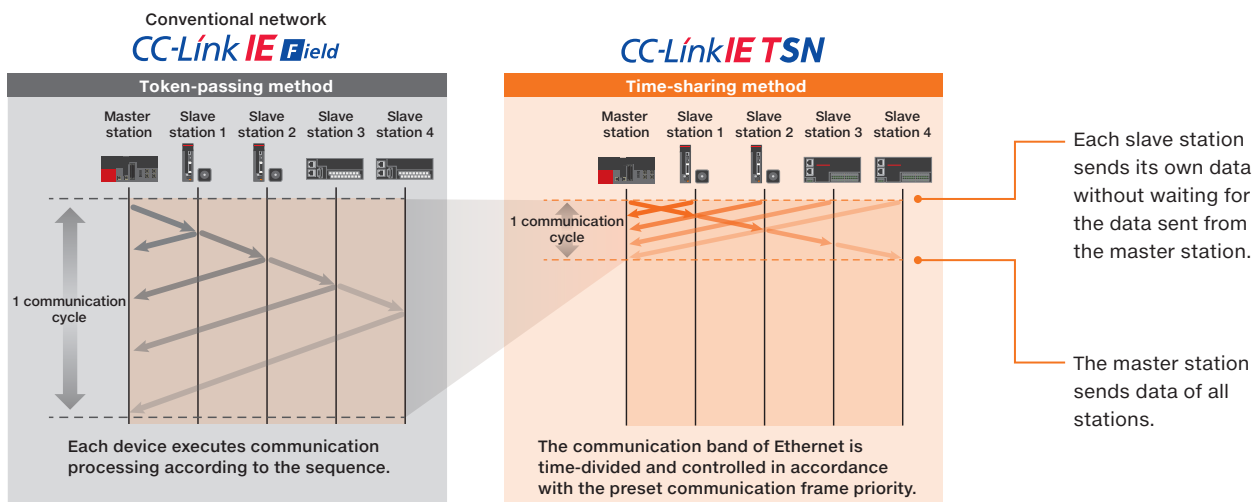 Conventional network
CC-Link IE Field
Token-passing method
Master
station
Slave
station 1
Slave
station 2
Slave
station 3
Slave
station 4
1 communication
cycle
Each device executes communication
processing according to the sequence.
CC-Link IE TSN
Time-sharing method
Master
station
Slave
station 1
Slave
station 2
Slave
station 3
Slave
station 4
1 communication
cycle
The communication band of Ethernet is
time-divided and controlled in accordance
with the preset communication frame priority.
Each slave station
sends its own data
without waiting for
the data sent from
the master station.
The master station
sends data of all
stations.